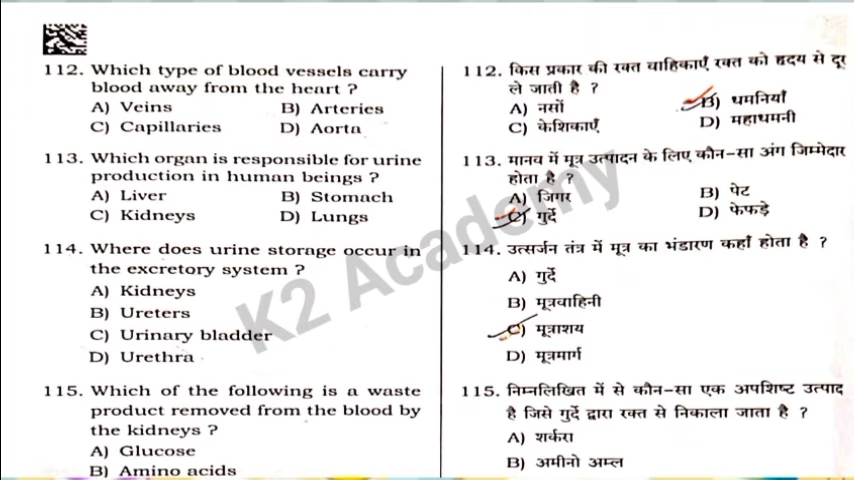 112. Which type of blood vessels carry
blood away from the heart ?
A) Veins B) Arteries
C) Capillaries D) Aorta
113. Which organ is responsible for urine
production in human beings ?
A) Liver B) Stomach
C) Kidneys D) Lungs
114. Where does urine storage occur in
the excretory system ?
A) Kidneys
B) Ureters
C) Urinary bladder
D) Urethra
115. Which of the following is a waste
product removed from the blood by
the kidneys ?
A) Glucose
B) Amino acids
112. किस प्रकार की रक्त वाहिकाएँ रक्त को हृदय से दूर
ले जाती है ?
A) नसों B) धमनियाँ
C) केशिकाएँ D) महाधमनी
113. मानव में मूत्र उत्पादन के लिए कौन-सा अंग जिम्मेदार
होता है ?
A) जिगर B) पेट
C) गुर्दे D) फेफड़े
114. उत्सर्जन तंत्र में मूत्र का भंडारण कहाँ होता है ?
A) गुर्दे
B) मूत्रवाहिनी
C) मूत्राशय
D) मूत्रमार्ग
115. निम्नलिखित में से कौन-सा एक अपशिष्ट उत्पाद
है जिसे गुर्दे द्वारा रक्त से निकाला जाता है ?
A) शर्करा
B) अमीनो अम्ल
K2 Academy